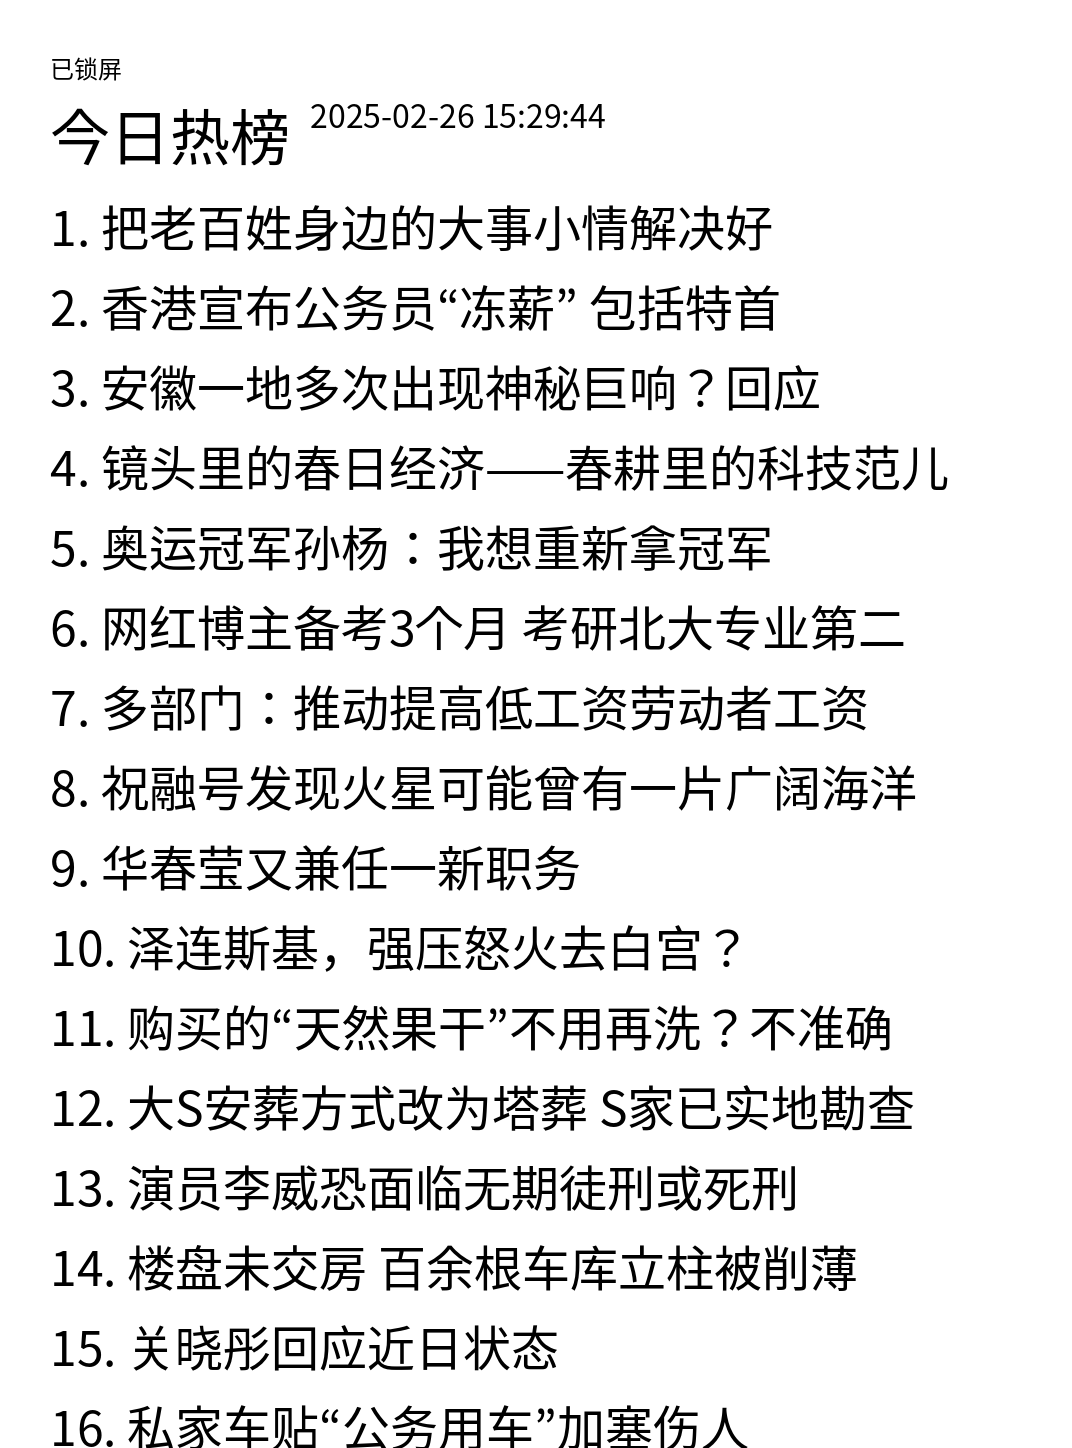 已锁屏
今日热榜 2025-02-26 15:29:44
1. 把老百姓身边的大事小情解决好
2. 香港宣布公务员“冻薪” 包括特首
3. 安徽一地多次出现神秘巨响？回应
4. 镜头里的春日经济——春耕里的科技范儿
5. 奥运冠军孙杨：我想重新拿冠军
6. 网红博主备考3个月 考研北大专业第二
7. 多部门：推动提高低工资劳动者工资
8. 祝融号发现火星可能曾有一片广阔海洋
9. 华春莹又兼任一新职务
10. 泽连斯基，强压怒火去白宫？
11. 购买的“天然果干”不用再洗？不准确
12. 大S安葬方式改为塔葬 S家已实地勘查
13. 演员李威恐面临无期徒刑或死刑
14. 楼盘未交房 百余根车库立柱被削薄
15. 关晓彤回应近日状态
16. 私家车贴“公务用车”加塞伤人